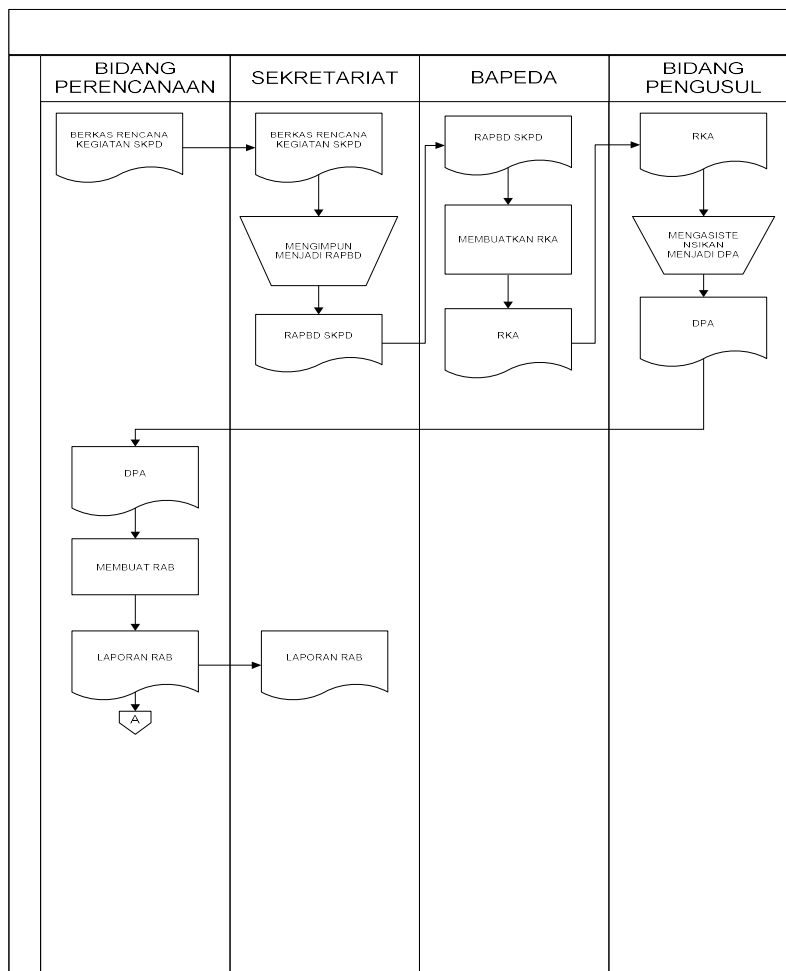 BIDANG
PERENCANAAN
SEKRETARIAT
BAPEDA
BIDANG
PENGUSUL
BERKAS RENCANA
KEGIATAN SKPD
BERKAS RENCANA
KEGIATAN SKPD
RAPBD SKPD
RKA
MENGIMPUN
MENJADI RAPBD
MEMBUATKAN RKA
MENGASISTE
NSIKAN
MENJADI DPA
RAPBD SKPD
RKA
DPA
DPA
MEMBUAT RAB
LAPORAN RAB
LAPORAN RAB
A